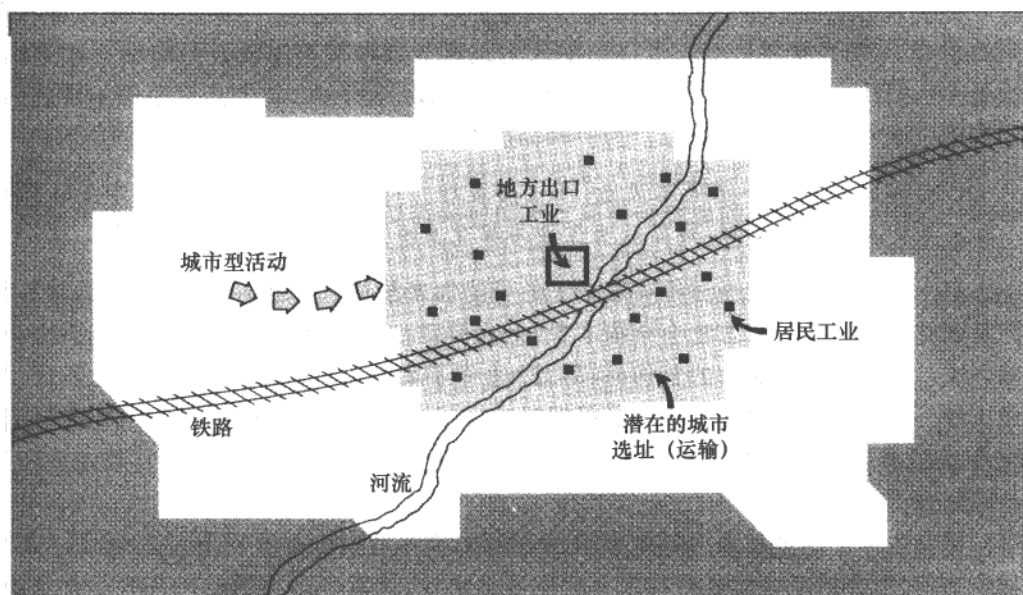 地方出口
工业
城市型活动
居民工业
潜在的城市
选址（运输）
铁路
河流